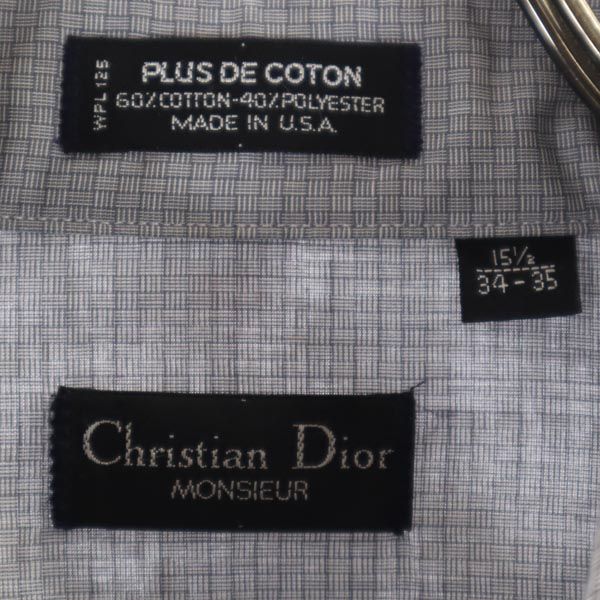 WPL 125
PLUS DE COTON
60%COTTON-40%POLYESTER
MADE IN U.S.A.
15½
34-35
Christian Dior
MONSIEUR